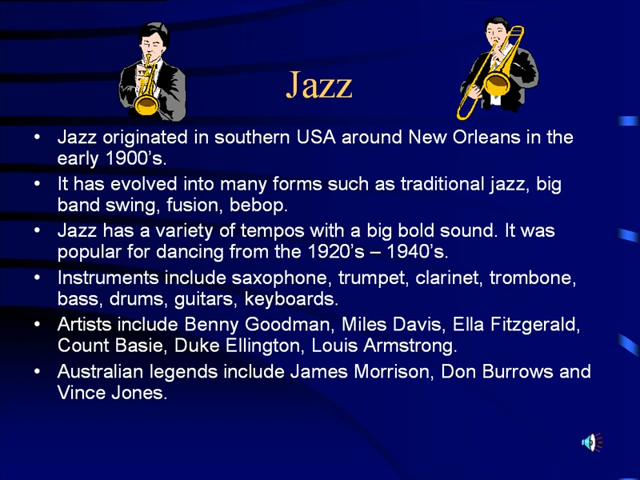 Jazz
• Jazz originated in southern USA around New Orleans in the
early 1900's.
• It has evolved into many forms such as traditional jazz, big
band swing, fusion, bebop.
• Jazz has a variety of tempos with a big bold sound. It was
popular for dancing from the 1920's – 1940's.
• Instruments include saxophone, trumpet, clarinet, trombone,
bass, drums, guitars, keyboards.
• Artists include Benny Goodman, Miles Davis, Ella Fitzgerald,
Count Basie, Duke Ellington, Louis Armstrong.
• Australian legends include James Morrison, Don Burrows and
Vince Jones.